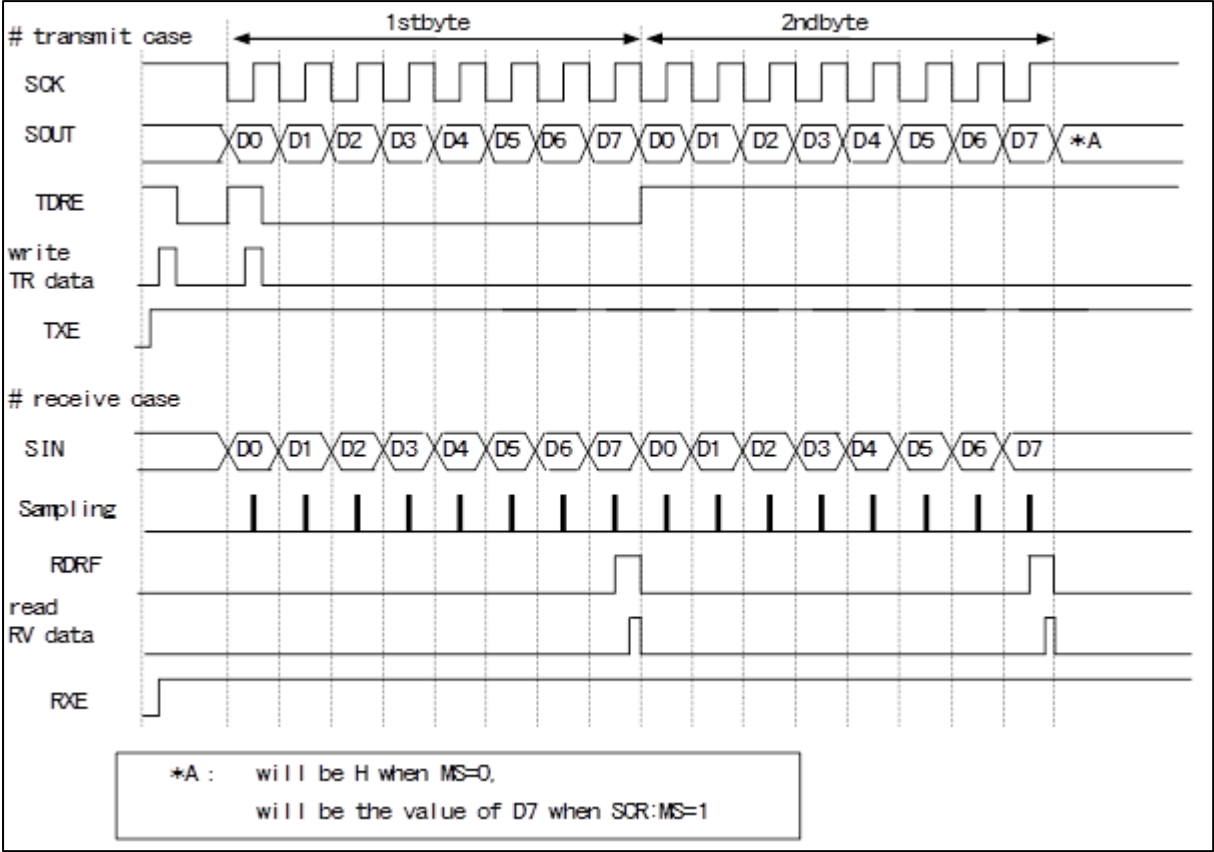 1stbyte 2ndbyte
# transmit case
SCK
SOUT D0 D1 D2 D3 D4 D5 D6 D7 D0 D1 D2 D3 D4 D5 D6 D7 *A
TDRE
write
TR data
TXE
# receive case
SIN D0 D1 D2 D3 D4 D5 D6 D7 D0 D1 D2 D3 D4 D5 D6 D7
Sampling
RDRF
read
RV data
RXE
*A : will be H when MS=0,
will be the value of D7 when SCR:MS=1